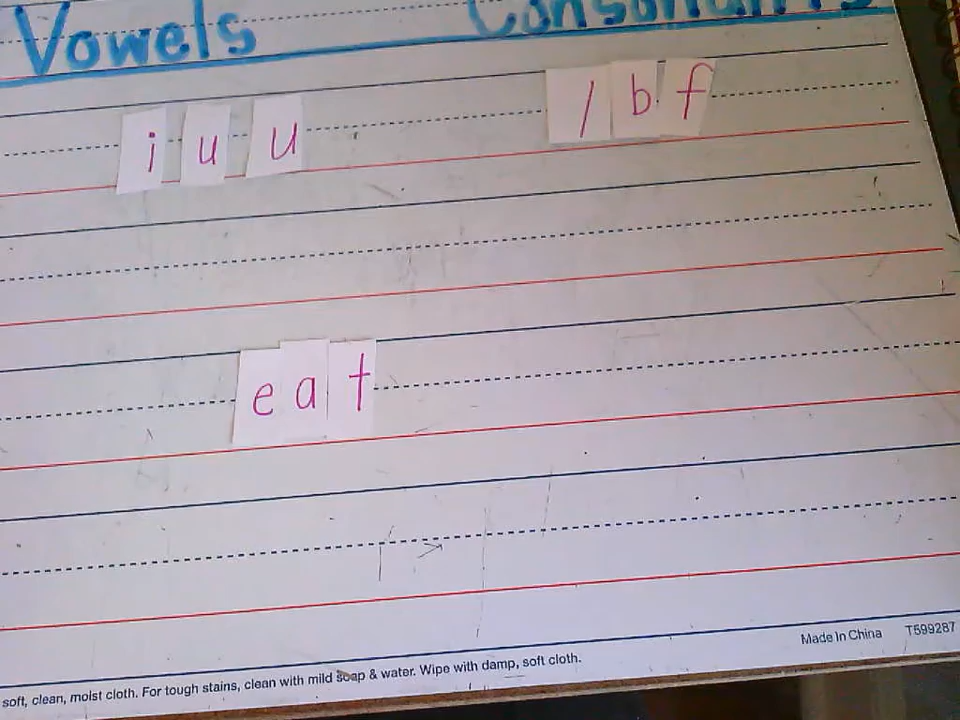 Vowels Consonants
i u u l b f
e a t
soft, clean, moist cloth. For tough stains, clean with mild soap & water. Wipe with damp, soft cloth.
Made In China T599287